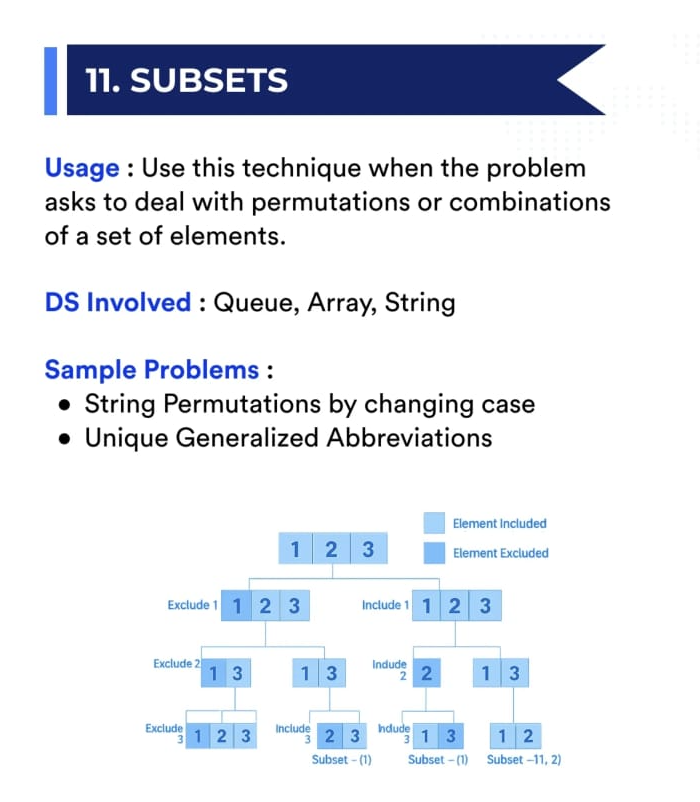 11. SUBSETS
Usage : Use this technique when the problem
asks to deal with permutations or combinations
of a set of elements.
DS Involved : Queue, Array, String
Sample Problems :
● String Permutations by changing case
● Unique Generalized Abbreviations
Element Included
1 2 3
Element Excluded
Exclude 1 1 2 3 Include 1 1 2 3
Exclude 2 1 3 1 3 Indude 2 2 1 3
Exclude 3 1 2 3 Include 3 2 3 hdude 3 1 3 1 2
Subset - (1) Subset - (1) Subset -11, 2)